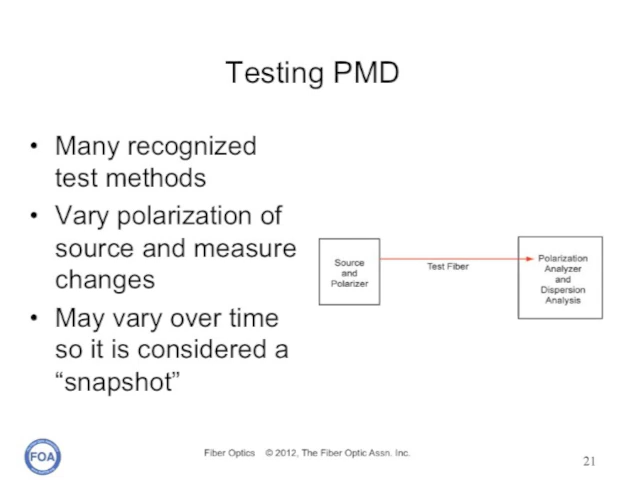 Testing PMD
• Many recognized
test methods
• Vary polarization of
source and measure
changes
• May vary over time
so it is considered a
“snapshot”
Source
and
Polarizer
Test Fiber
Polarization
Analyzer
and
Dispersion
Analysis
FOA
Fiber Optics © 2012, The Fiber Optic Assn. Inc.
21